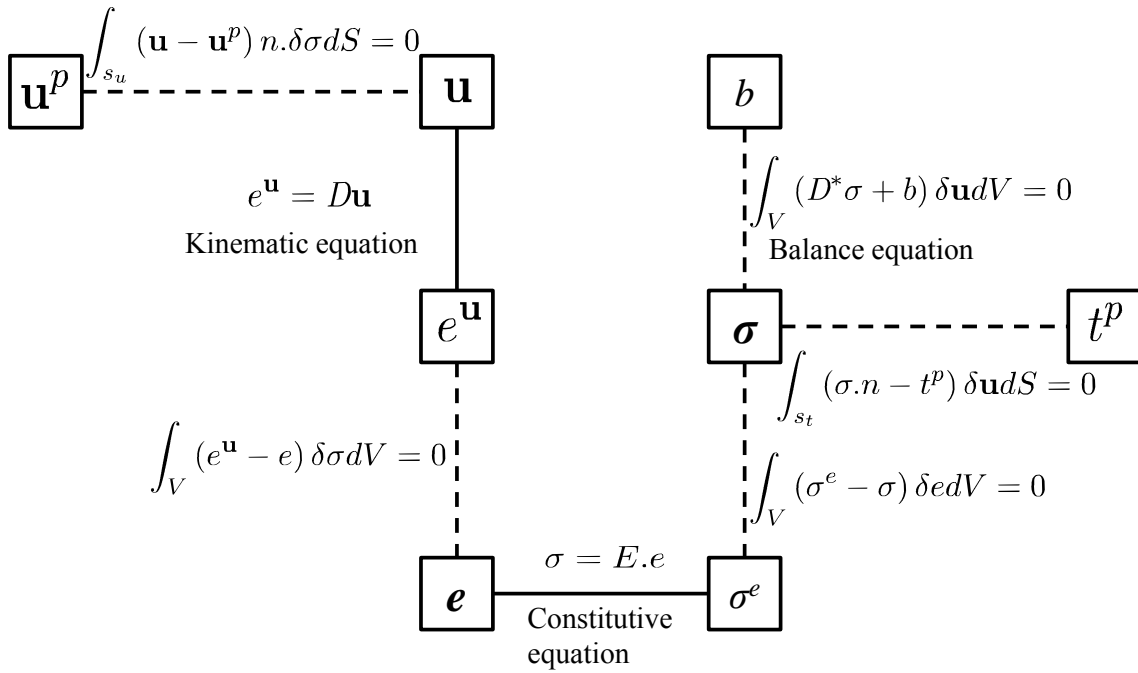 ∫_{s_u} (𝐮 − 𝐮^p) n.δσdS = 0
𝐮^p
𝐮
b
e^𝐮 = D𝐮
Kinematic equation
∫_V (D*σ + b) δ𝐮dV = 0
Balance equation
e^𝐮
σ
t^p
∫_{s_t} (σ.n − t^p) δ𝐮dS = 0
∫_V (e^𝐮 − e) δσdV = 0
∫_V (σ^e − σ) δedV = 0
σ = E.e
e
σ^e
Constitutive
equation